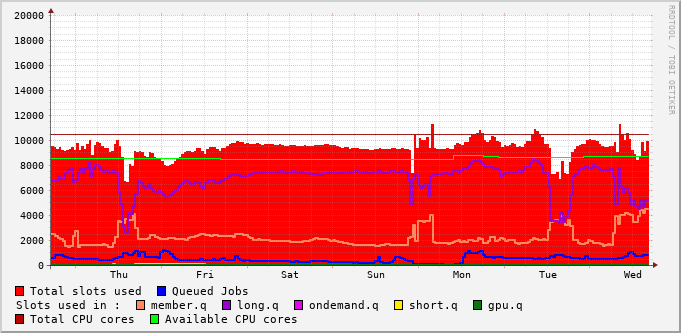 RRDTOOL / TOBI OETIKER
20000
18000
16000
14000
12000
10000
8000
6000
4000
2000
0
Thu Fri Sat Sun Mon Tue Wed
Total slots used Queued Jobs
Slots used in : member.q long.q ondemand.q short.q gpu.q
Total CPU cores Available CPU cores